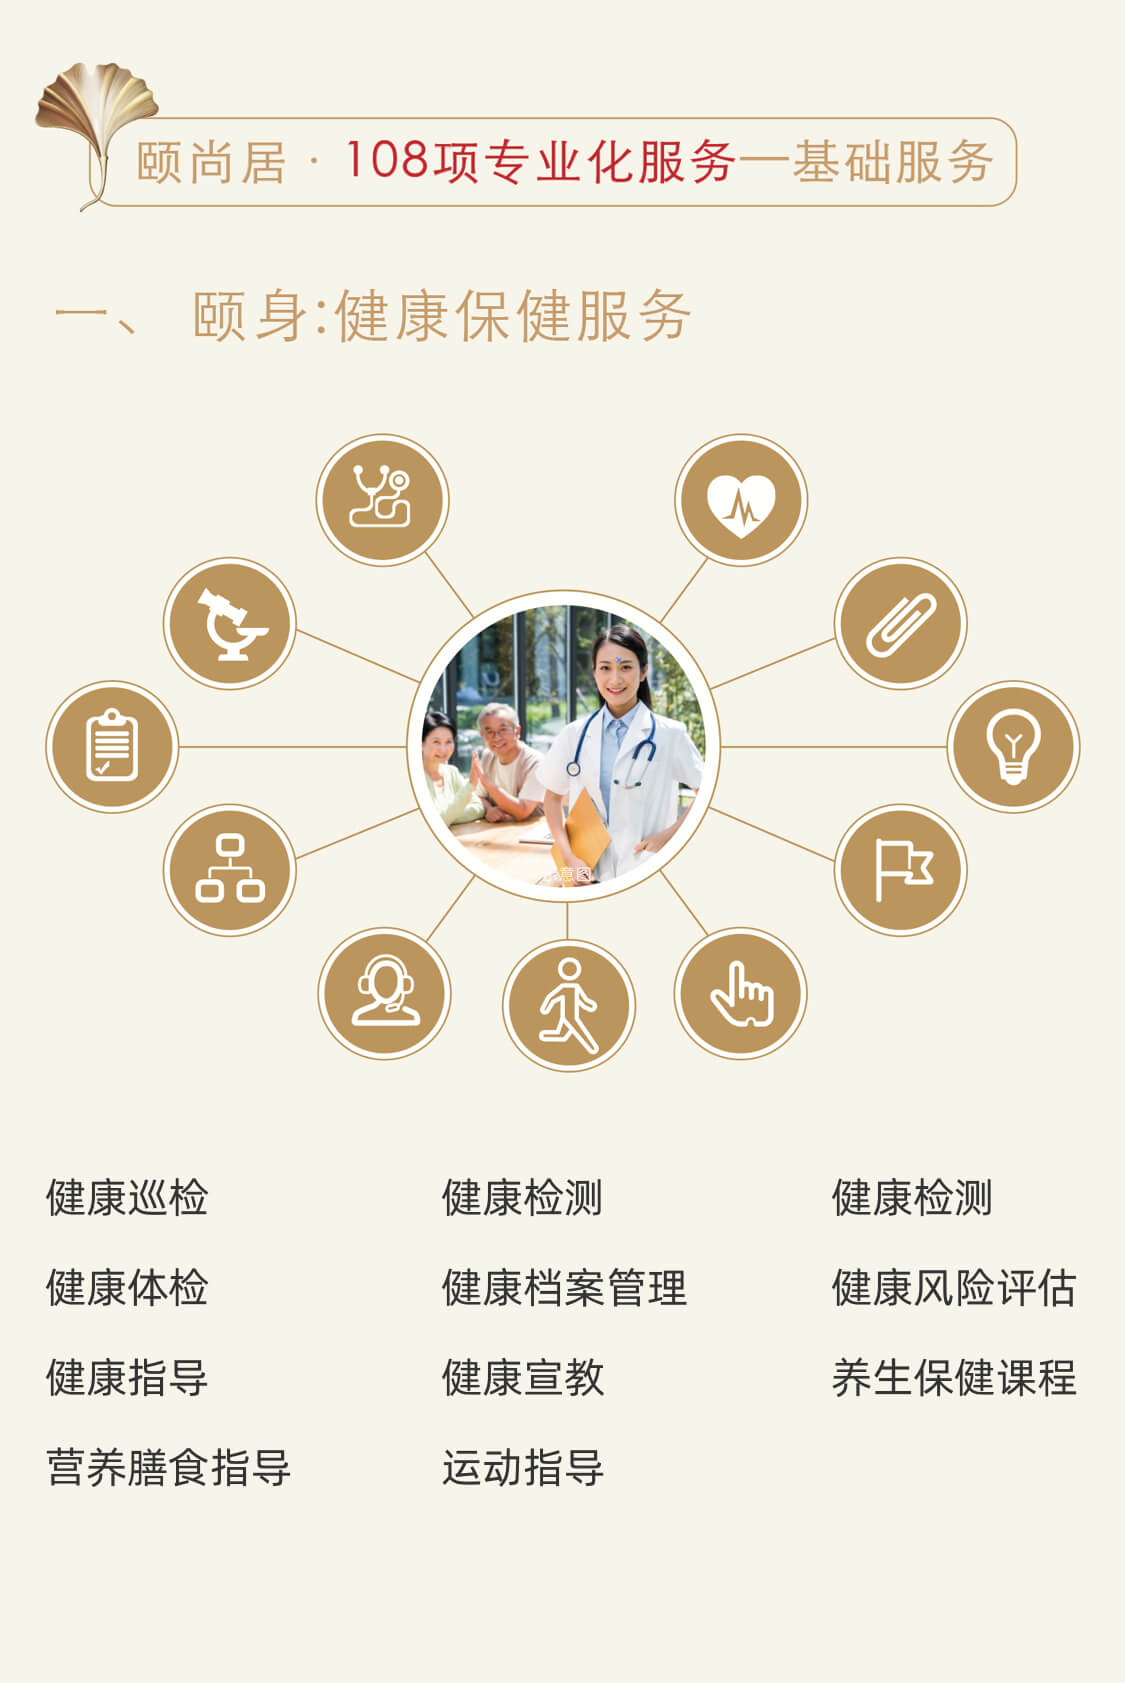 颐尚居·108项专业化服务—基础服务
一、 颐身:健康保健服务
意图
健康巡检 健康检测 健康检测
健康体检 健康档案管理 健康风险评估
健康指导 健康宣教 养生保健课程
营养膳食指导 运动指导